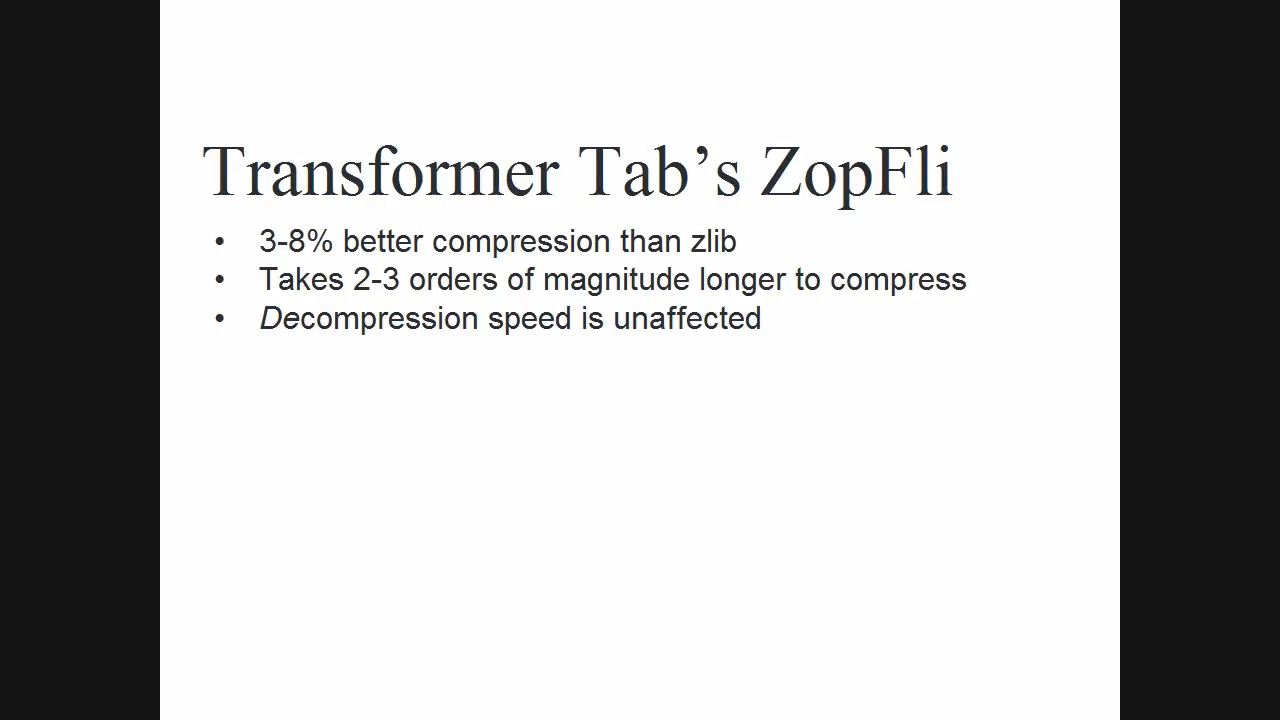 Transformer Tab’s ZopFli
• 3-8% better compression than zlib
• Takes 2-3 orders of magnitude longer to compress
• Decompression speed is unaffected